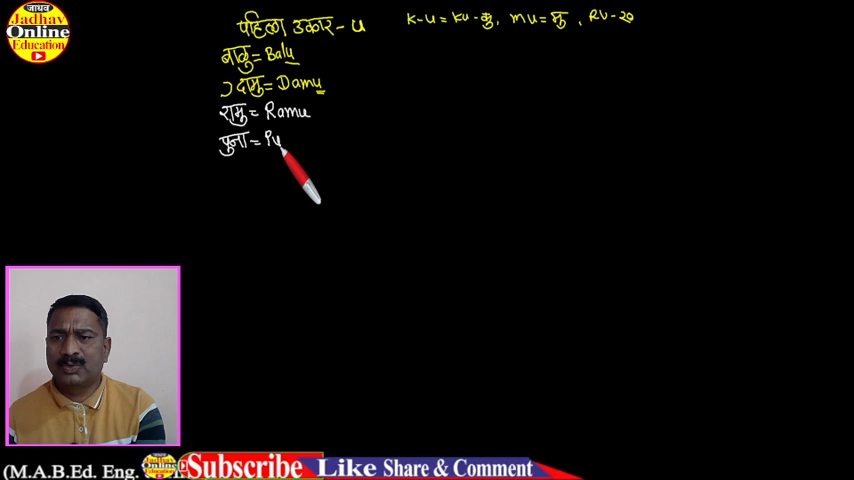 जाधव
Jadhav
Online
Education
पहिला उकार - u
K-U = KU - कु, mu = मु, RU - रु
बाळु = Balu
दामु = Damu
रामु = Ramu
पुना = Pu
(M.A.B.Ed. Eng.
Subscribe Like Share & Comment